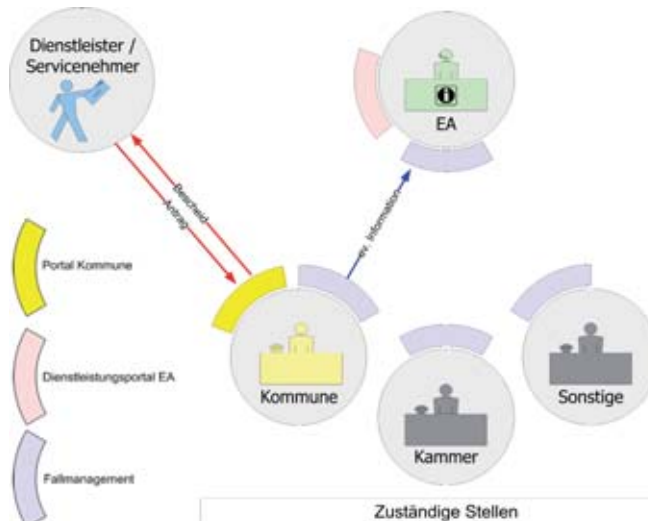 Dienstleister /
Servicenehmer
EA
Bescheid
Antrag
ev. Information
Portal Kommune
Dienstleistungsportal EA
Fallmanagement
Kommune
Kammer
Sonstige
Zuständige Stellen